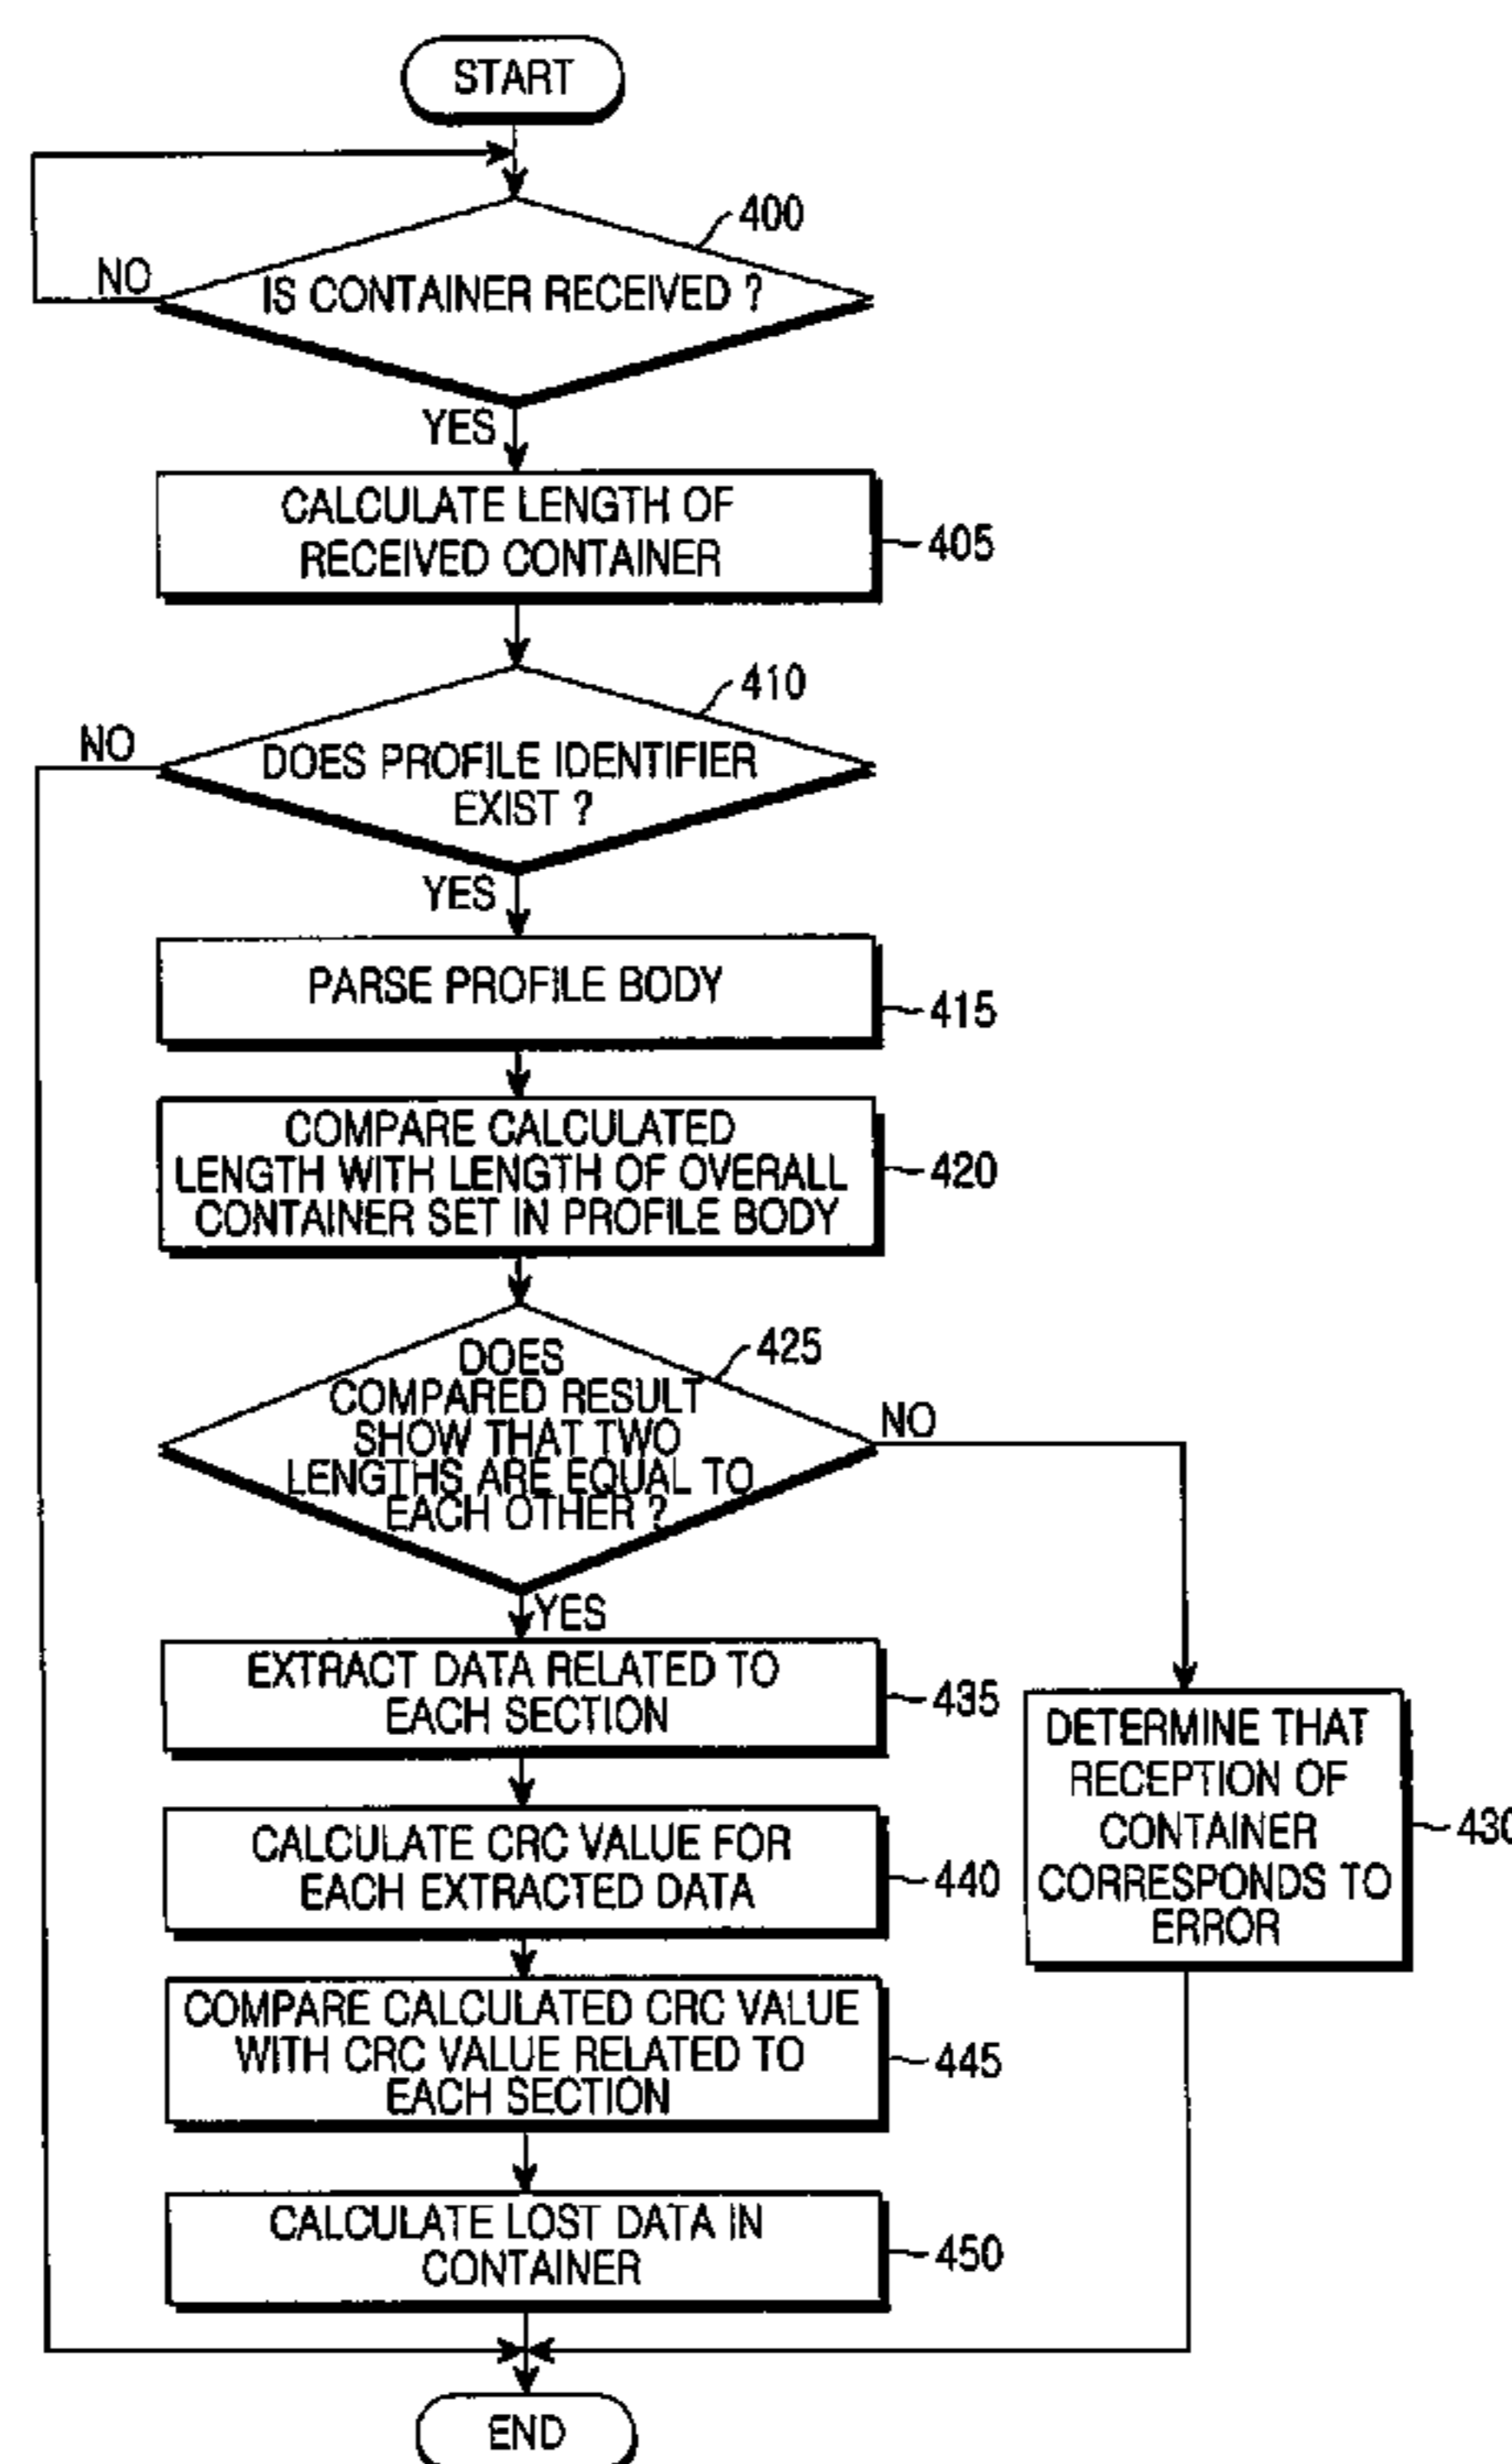 START
400
NO
IS CONTAINER RECEIVED ?
YES
CALCULATE LENGTH OF
RECEIVED CONTAINER
405
410
NO
DOES PROFILE IDENTIFIER
EXIST ?
YES
PARSE PROFILE BODY
415
COMPARE CALCULATED
LENGTH WITH LENGTH OF OVERALL
CONTAINER SET IN PROFILE BODY
420
425
DOES
COMPARED RESULT
SHOW THAT TWO
LENGTHS ARE EQUAL TO
EACH OTHER ?
NO
YES
EXTRACT DATA RELATED TO
EACH SECTION
435
DETERMINE THAT
RECEPTION OF
CONTAINER
CORRESPONDS TO
ERROR
430
CALCULATE CRC VALUE FOR
EACH EXTRACTED DATA
440
COMPARE CALCULATED CRC VALUE
WITH CRC VALUE RELATED TO
EACH SECTION
445
CALCULATE LOST DATA IN
CONTAINER
450
END